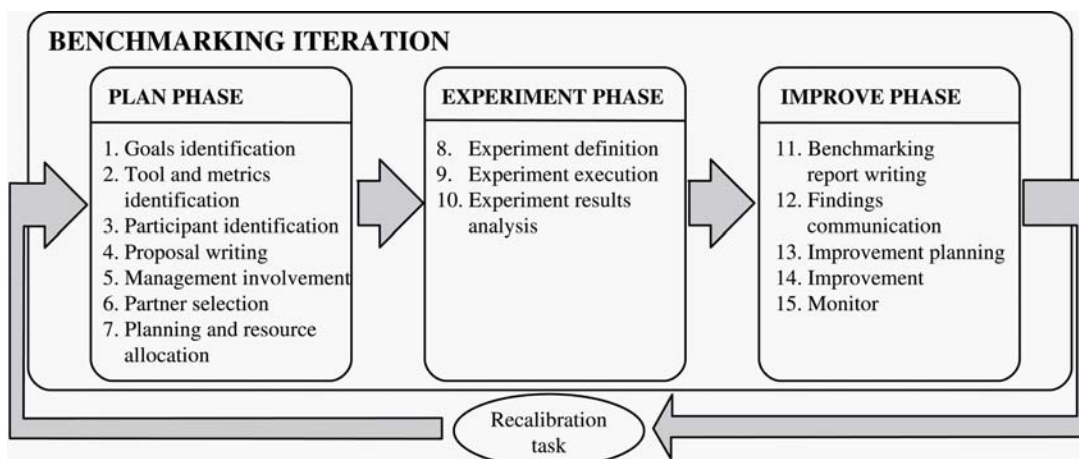 BENCHMARKING ITERATION
PLAN PHASE
1. Goals identification
2. Tool and metrics
identification
3. Participant identification
4. Proposal writing
5. Management involvement
6. Partner selection
7. Planning and resource
allocation
EXPERIMENT PHASE
8. Experiment definition
9. Experiment execution
10. Experiment results
analysis
IMPROVE PHASE
11. Benchmarking
report writing
12. Findings
communication
13. Improvement planning
14. Improvement
15. Monitor
Recalibration
task